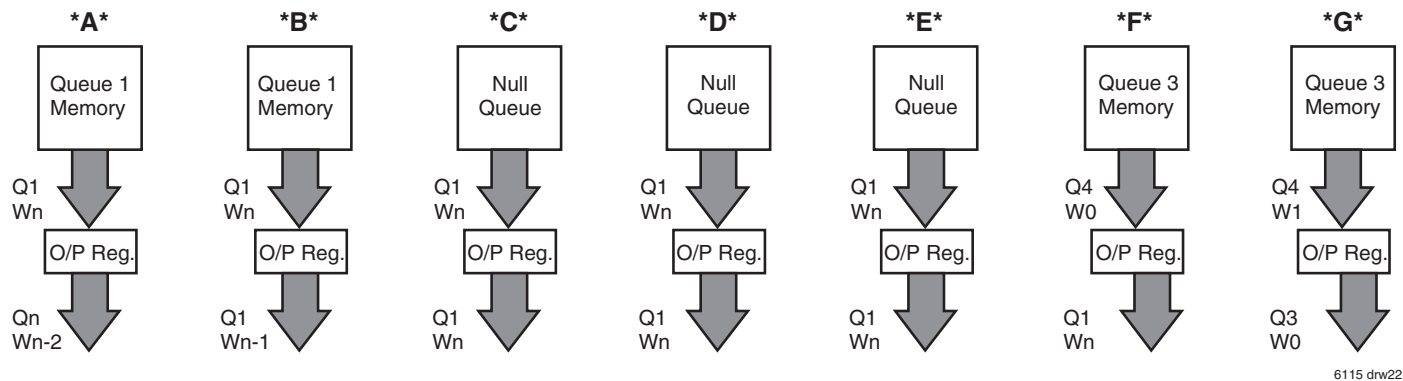 *A* *B* *C* *D* *E* *F* *G*
Queue 1 Memory
Queue 1 Memory
Null Queue
Null Queue
Null Queue
Queue 3 Memory
Queue 3 Memory
Q1
Wn
Q1
Wn
Q1
Wn
Q1
Wn
Q1
Wn
Q4
W0
Q4
W1
O/P Reg. O/P Reg. O/P Reg. O/P Reg. O/P Reg. O/P Reg. O/P Reg.
Qn
Wn-2
Q1
Wn-1
Q1
Wn
Q1
Wn
Q1
Wn
Q1
Wn
Q3
W0
6115 drw22